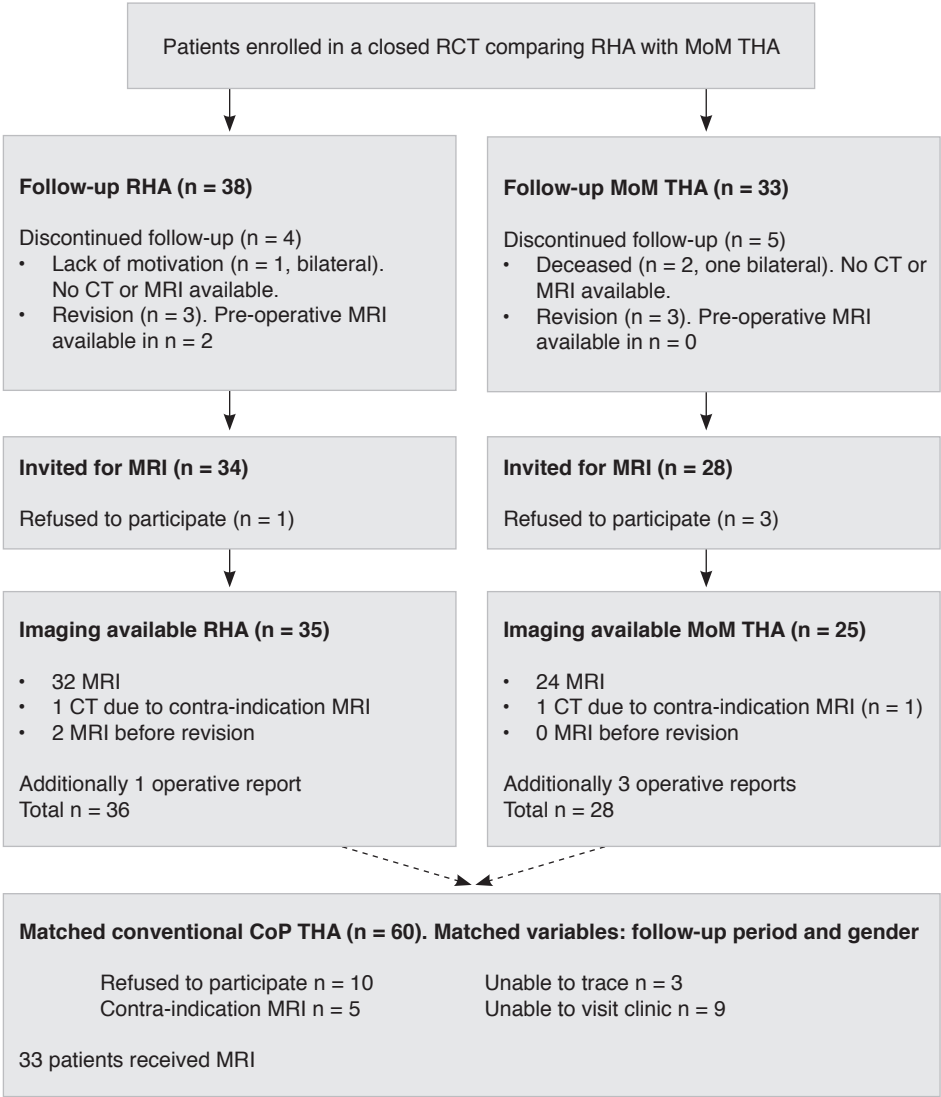 Patients enrolled in a closed RCT comparing RHA with MoM THA
Follow-up RHA (n = 38)
Discontinued follow-up (n = 4)
• Lack of motivation (n = 1, bilateral).
No CT or MRI available.
• Revision (n = 3). Pre-operative MRI
available in n = 2
Follow-up MoM THA (n = 33)
Discontinued follow-up (n = 5)
• Deceased (n = 2, one bilateral). No CT or
MRI available.
• Revision (n = 3). Pre-operative MRI
available in n = 0
Invited for MRI (n = 34)
Refused to participate (n = 1)
Invited for MRI (n = 28)
Refused to participate (n = 3)
Imaging available RHA (n = 35)
• 32 MRI
• 1 CT due to contra-indication MRI
• 2 MRI before revision
Additionally 1 operative report
Total n = 36
Imaging available MoM THA (n = 25)
• 24 MRI
• 1 CT due to contra-indication MRI (n = 1)
• 0 MRI before revision
Additionally 3 operative reports
Total n = 28
Matched conventional CoP THA (n = 60). Matched variables: follow-up period and gender
Refused to participate n = 10 Unable to trace n = 3
Contra-indication MRI n = 5 Unable to visit clinic n = 9
33 patients received MRI